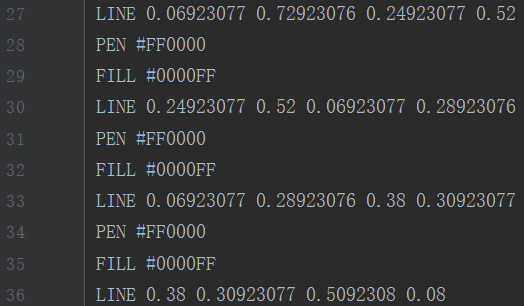 27 LINE 0.06923077 0.72923076 0.24923077 0.52
28 PEN #FF0000
29 FILL #0000FF
30 LINE 0.24923077 0.52 0.06923077 0.28923076
31 PEN #FF0000
32 FILL #0000FF
33 LINE 0.06923077 0.28923076 0.38 0.30923077
34 PEN #FF0000
35 FILL #0000FF
36 LINE 0.38 0.30923077 0.5092308 0.08